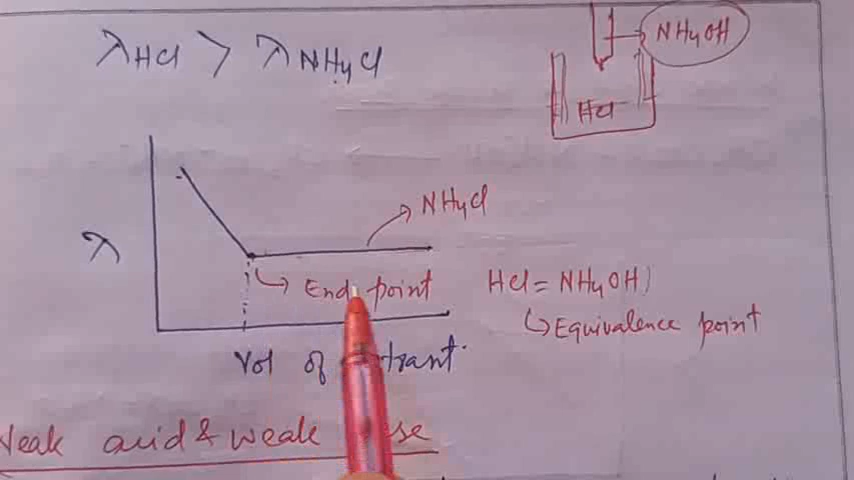 λHCl > λNH4Cl
NH4OH
HCl
NH4Cl
λ
End point
HCl = NH4OH
Equivalence point
Vol of
Weak acid & weak